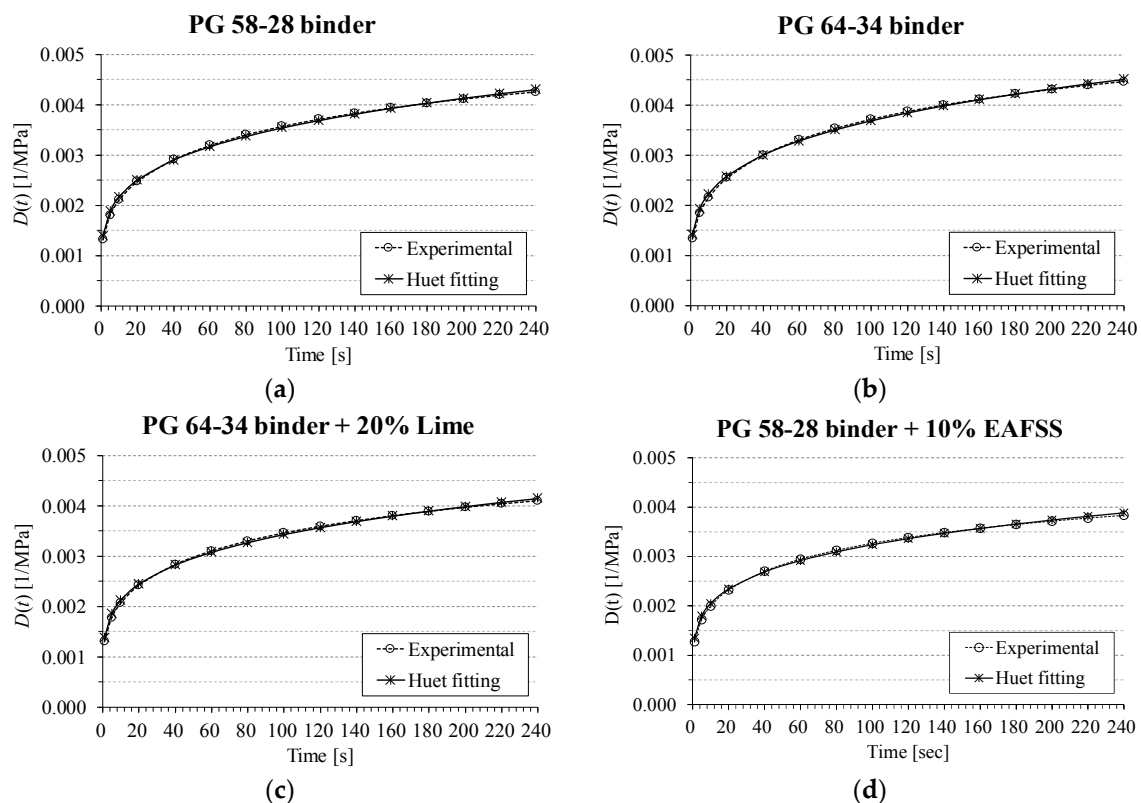 PG 58-28 binder
0.005
0.004
0.003
0.002
0.001
0.000
D(t) [1/MPa]
Experimental
Huet fitting
0 20 40 60 80 100 120 140 160 180 200 220 240
Time [s]
(a)
PG 64-34 binder
0.005
0.004
0.003
0.002
0.001
0.000
D(t) [1/MPa]
Experimental
Huet fitting
0 20 40 60 80 100 120 140 160 180 200 220 240
Time [s]
(b)
PG 64-34 binder + 20% Lime
0.005
0.004
0.003
0.002
0.001
0.000
D(t) [1/MPa]
Experimental
Huet fitting
0 20 40 60 80 100 120 140 160 180 200 220 240
Time [s]
(c)
PG 58-28 binder + 10% EAFSS
0.005
0.004
0.003
0.002
0.001
0.000
D(t) [1/MPa]
Experimental
Huet fitting
0 20 40 60 80 100 120 140 160 180 200 220 240
Time [sec]
(d)